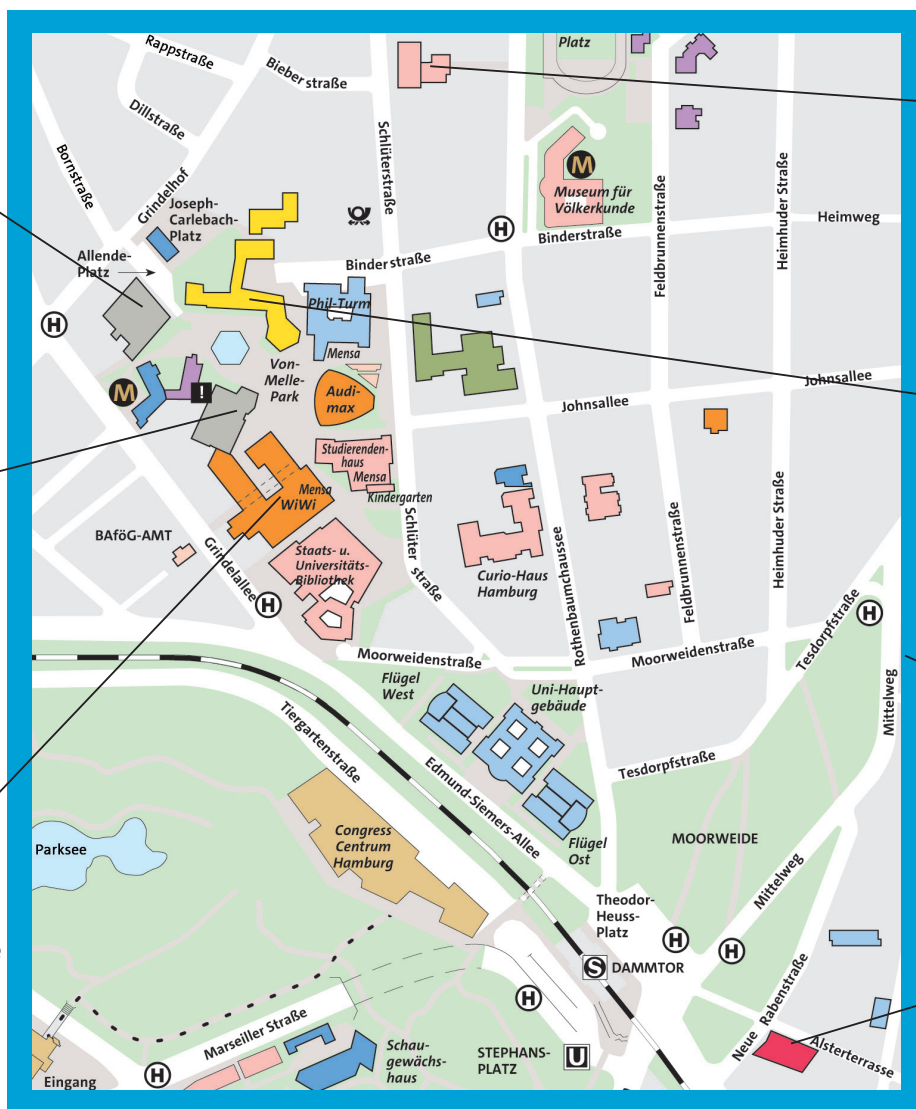 Rappstraße
Bieberstraße
Platz
Dillstraße
Schlüterstraße
Bornstraße
Grindelhof
Joseph-
Carlebach-
Platz
M
Museum für
Völkerkunde
Feldbrunnenstraße
Heimhuder Straße
Heimweg
H
Binderstraße
Allende-
Platz
Binderstraße
Phil-Turm
Mensa
H
Von-
Melle-
Park
M
!
Audi-
max
Johnsallee
Johnsallee
Studierenden-
haus
Mensa
Kindergarten
Mensa
WiWi
BAföG-AMT
Grindelallee
Staats- u.
Universitäts-
Bibliothek
H
Schlüter
straße
Curio-Haus
Hamburg
Rothenbaumchaussee
Feldbrunnenstraße
Heimhuder Straße
H
Tesdorpfstraße
Moorweidenstraße
Moorweidenstraße
Mittelweg
Flügel
West
Uni-Haupt-
gebäude
Tiergartenstraße
Edmund-Siemers-Allee
Tesdorpfstraße
Congress
Centrum
Hamburg
Flügel
Ost
MOORWEIDE
Parksee
Mittelweg
Theodor-
Heuss-
Platz
H
H
S
DAMMTOR
H
Neue Rabenstraße
Marseiller Straße
Schau-
gewächs-
haus
STEPHANS-
PLATZ
U
Alsterterrasse
H
Eingang